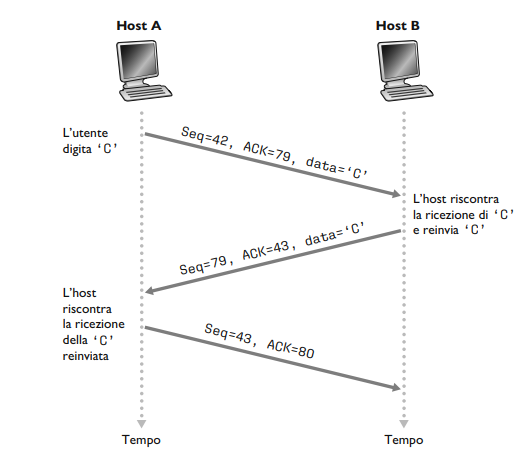 Host A
Host B
L'utente
digita ‘C’
Seq=42, ACK=79, data=‘C’
L'host riscontra
la ricezione di ‘C’
e reinvia ‘C’
Seq=79, ACK=43, data=‘C’
L'host
riscontra
la ricezione
della ‘C’
reinviata
Seq=43, ACK=80
Tempo
Tempo